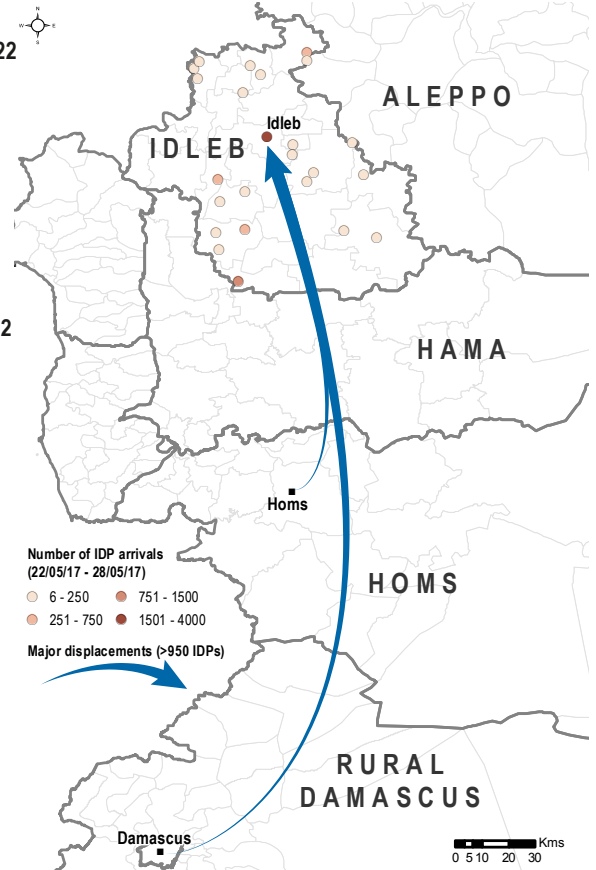 N
W
E
S
22
ALEPPO
Idleb
IDLEB
2
HAMA
Homs
Number of IDP arrivals
(22/05/17 - 28/05/17)
6 - 250
751 - 1500
251 - 750
1501 - 4000
HOMS
Major displacements (>950 IDPs)
RURAL
DAMASCUS
Damascus
Kms
0 5 10 20 30